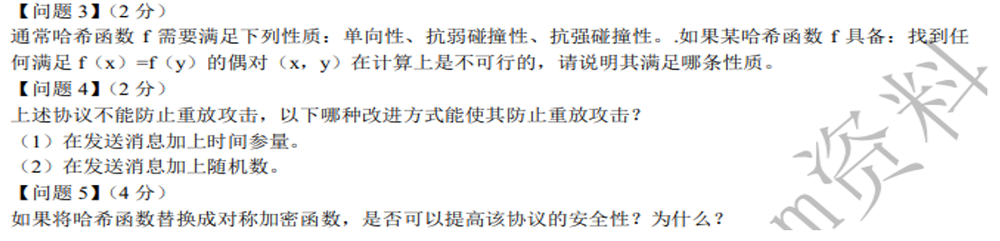 【问题 3】（2 分）
通常哈希函数 f 需要满足下列性质：单向性、抗弱碰撞性、抗强碰撞性。.如果某哈希函数 f 具备：找到任
何满足 f（x）=f（y）的偶对（x，y）在计算上是不可行的，请说明其满足哪条性质。
【问题 4】（2 分）
上述协议不能防止重放攻击，以下哪种改进方式能使其防止重放攻击？
（1）在发送消息加上时间参量。
（2）在发送消息加上随机数。
【问题 5】（4 分）
如果将哈希函数替换成对称加密函数，是否可以提高该协议的安全性？为什么？
m资料